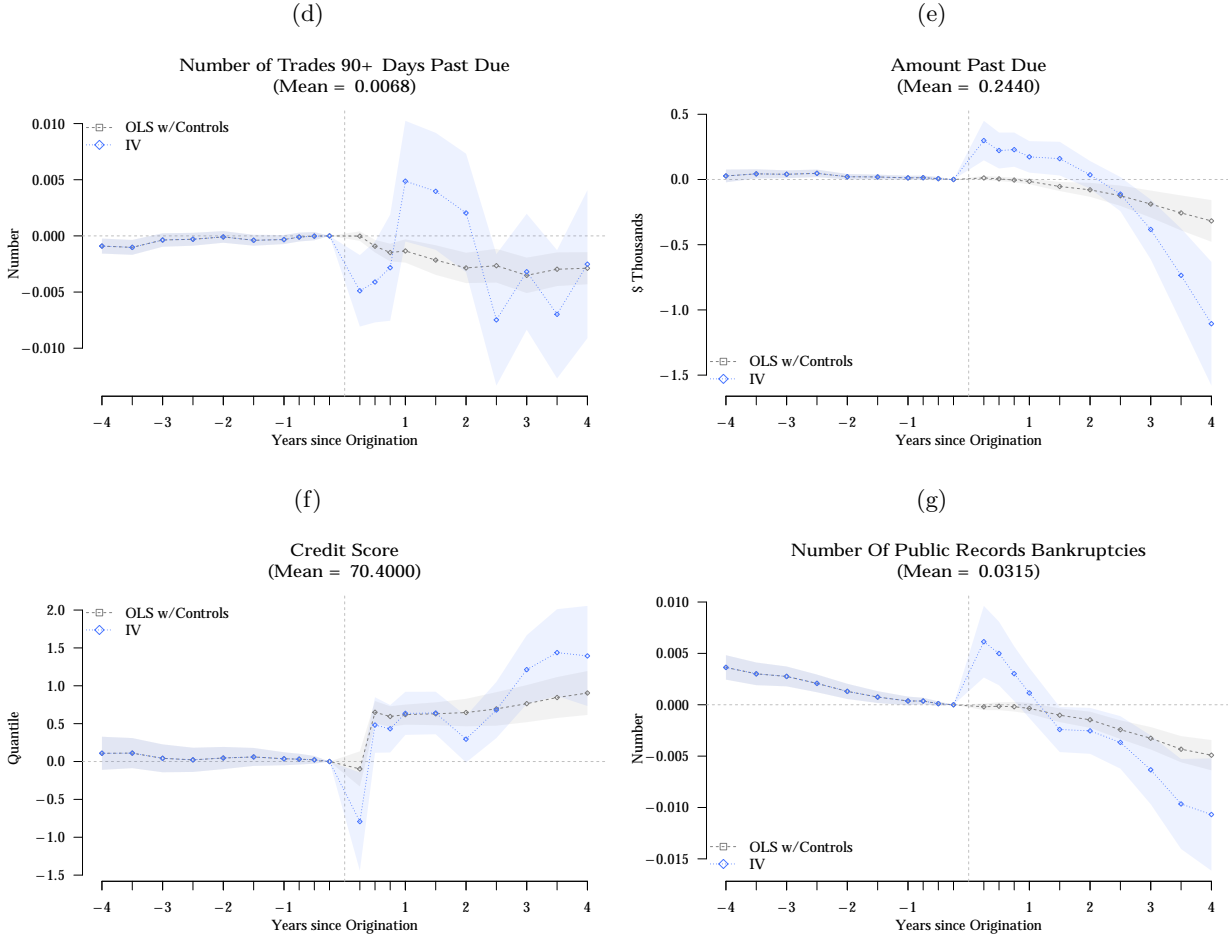 (d)
Number of Trades 90+ Days Past Due
(Mean = 0.0068)
OLS w/Controls
IV
0.010
0.005
0.000
−0.005
−0.010
Number
−4 −3 −2 −1 1 2 3 4
Years since Origination
(e)
Amount Past Due
(Mean = 0.2440)
0.5
0.0
−0.5
−1.0
−1.5
$ Thousands
OLS w/Controls
IV
−4 −3 −2 −1 1 2 3 4
Years since Origination
(f)
Credit Score
(Mean = 70.4000)
OLS w/Controls
IV
2.0
1.5
1.0
0.5
0.0
−0.5
−1.0
−1.5
Quantile
−4 −3 −2 −1 1 2 3 4
Years since Origination
(g)
Number Of Public Records Bankruptcies
(Mean = 0.0315)
0.010
0.005
0.000
−0.005
−0.010
−0.015
Number
OLS w/Controls
IV
−4 −3 −2 −1 1 2 3 4
Years since Origination